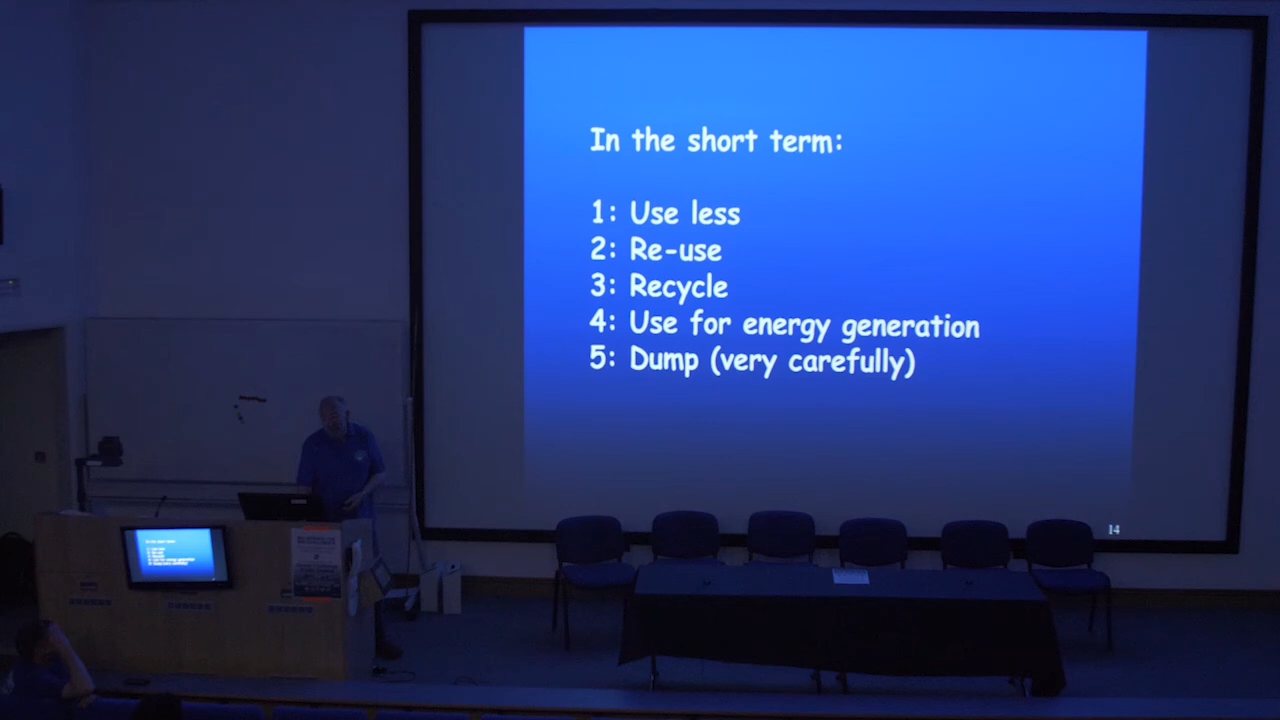 In the short term:
1: Use less
2: Re-use
3: Recycle
4: Use for energy generation
5: Dump (very carefully)
14